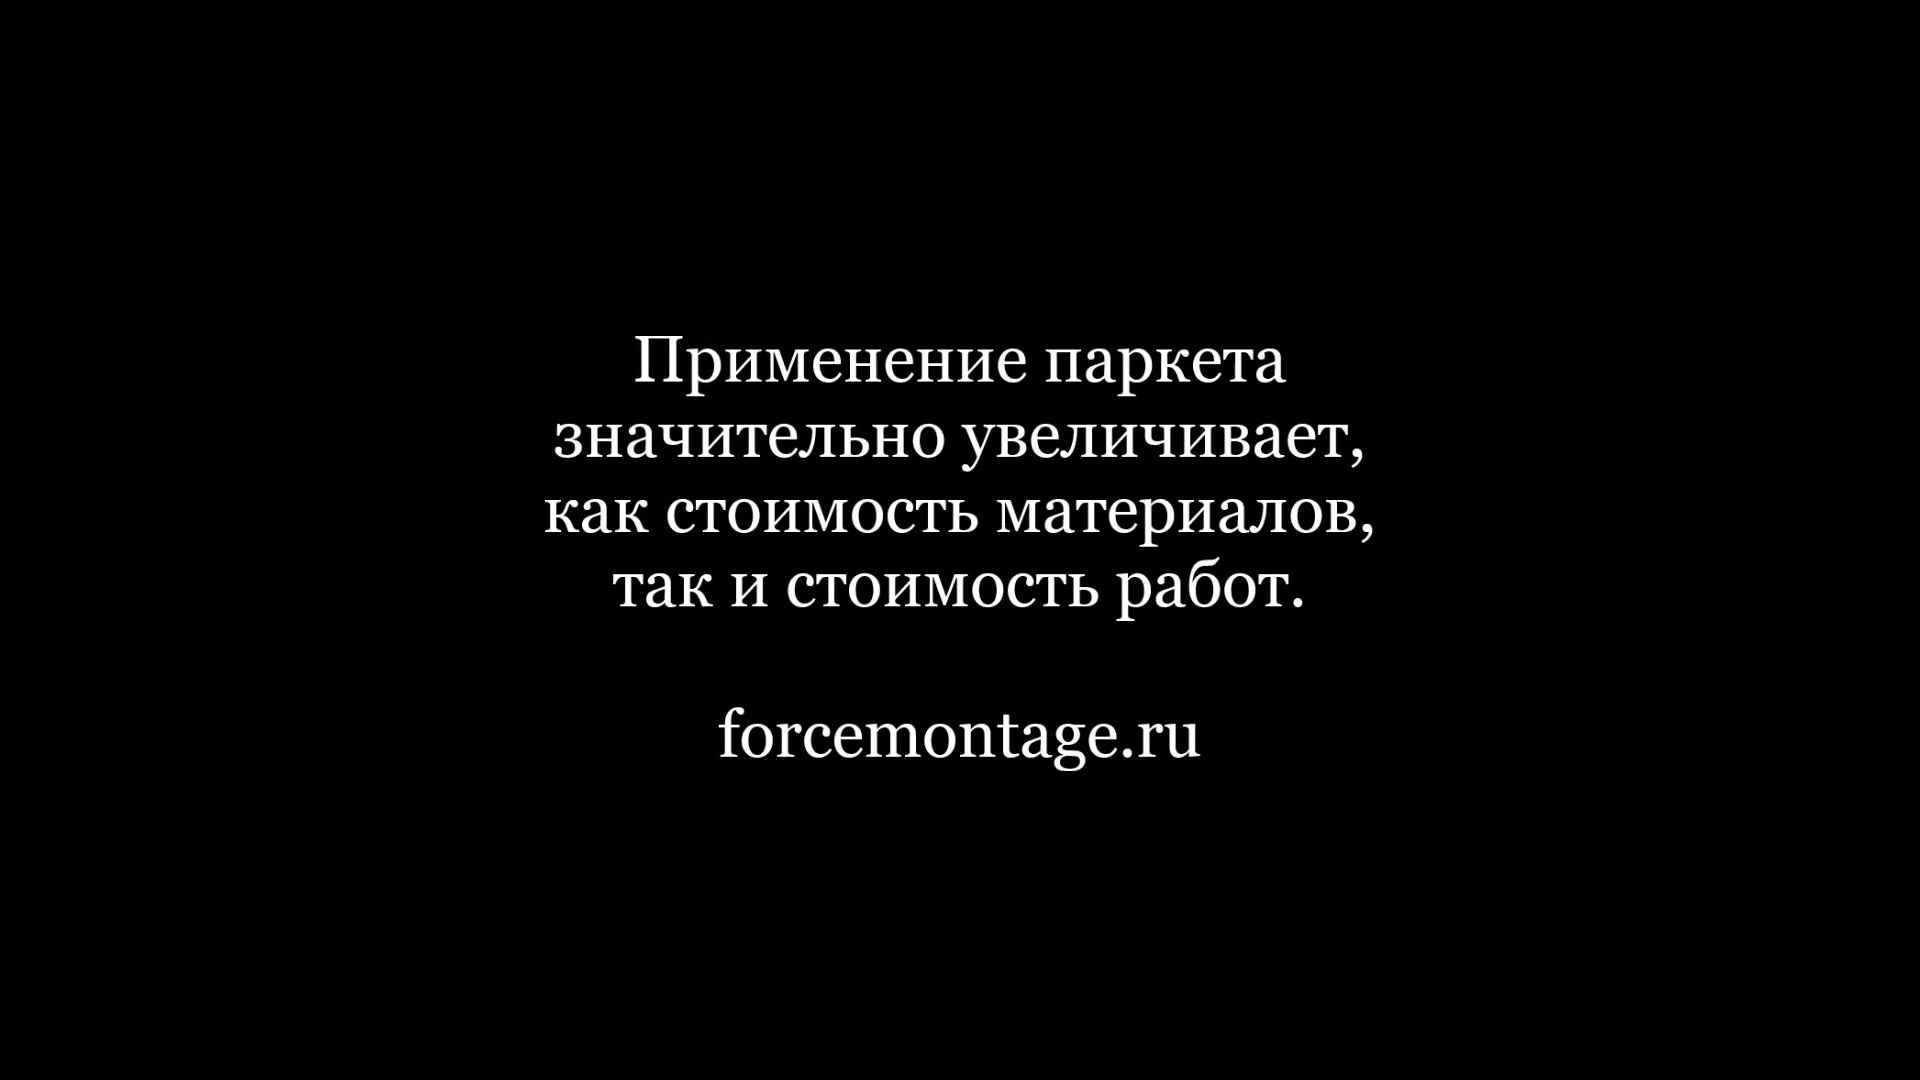 Применение паркета
значительно увеличивает,
как стоимость материалов,
так и стоимость работ.
forcemontage.ru